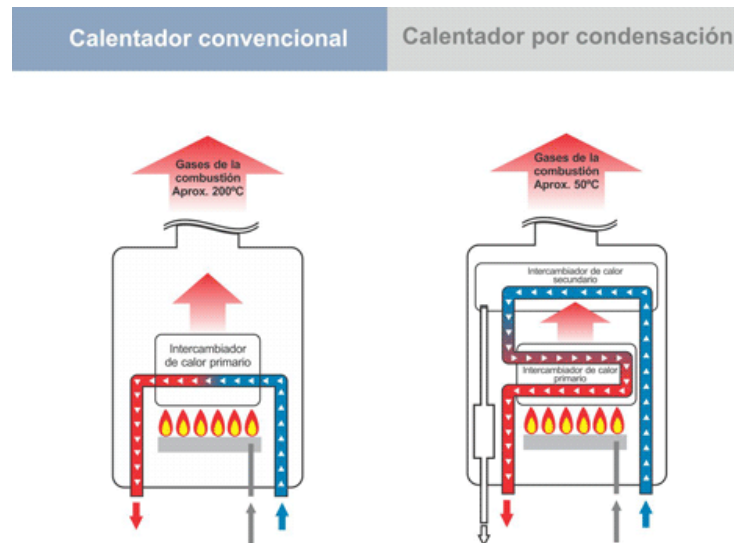 Calentador convencional
Calentador por condensación
Gases de la
combustión
Aprox. 200ºC
Gases de la
combustión
Aprox. 50ºC
Intercambiador
de calor primario
Intercambiador de calor
secundario
Intercambiador de calor
primario